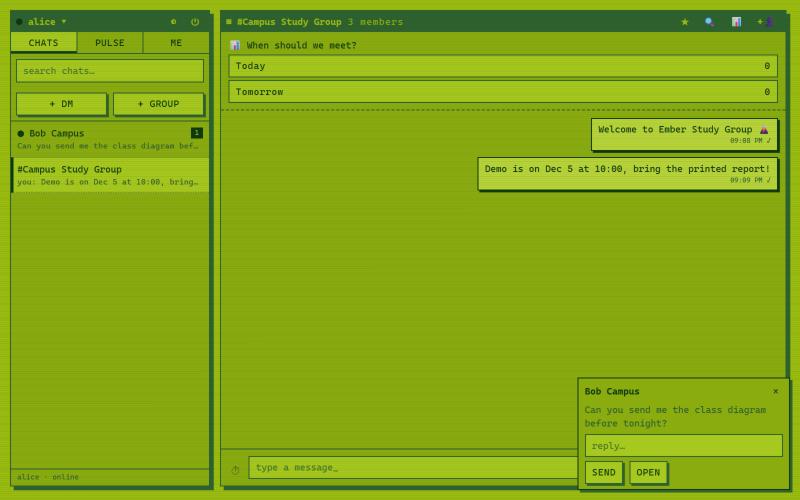 alice ▾
CHATS PULSE ME
search chats…
+ DM + GROUP
Bob Campus 1
Can you send me the class diagram bef…
#Campus Study Group
you: Demo is on Dec 5 at 10:00, bring…
alice · online
#Campus Study Group 3 members
When should we meet?
Today 0
Tomorrow 0
Welcome to Ember Study Group 🌋
09:08 PM ✓
Demo is on Dec 5 at 10:00, bring the printed report!
09:09 PM ✓
type a message_
Bob Campus ×
Can you send me the class diagram
before tonight?
reply…
SEND OPEN